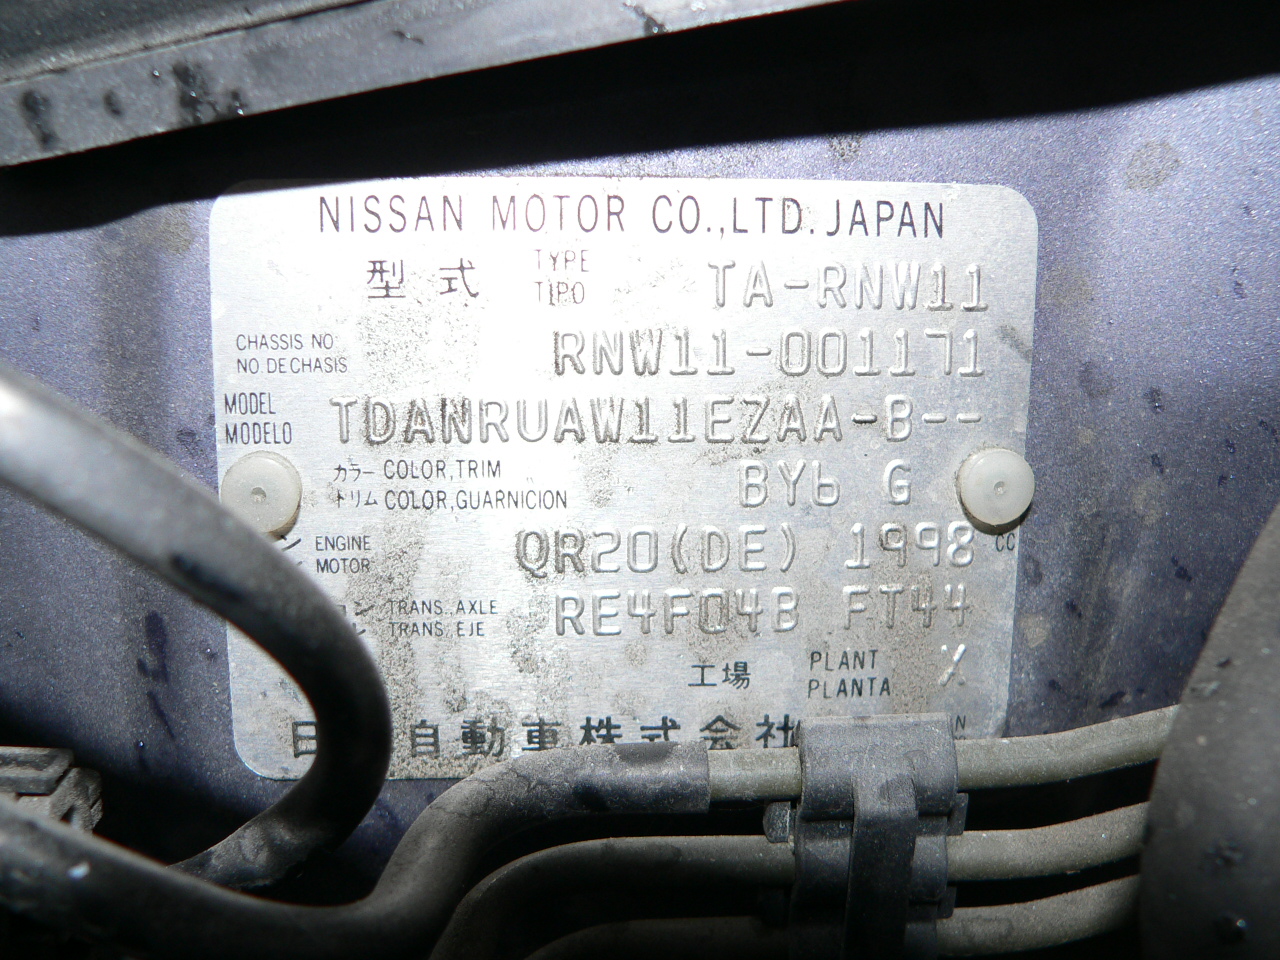 NISSAN MOTOR CO.,LTD. JAPAN
型式 TYPE TIPO TA-RNW11
CHASSIS NO
NO. DE CHASIS RNW11-001171
MODEL
MODELO TDANRUAW11EZAA-B--
カラー COLOR,TRIM
トリム COLOR,GUARNICION BY6 G
ENGINE
MOTOR QR20(DE) 1998 CC
TRANS.,AXLE
TRANS.,EJE RE4F04B FT44
工場 PLANT PLANTA X
自動車株式会社